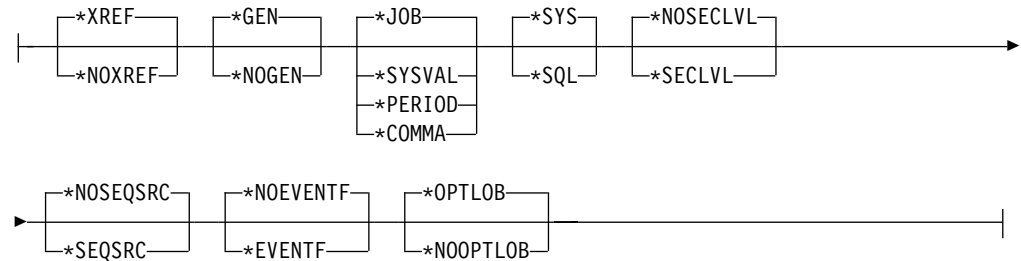 *XREF *GEN *JOB *SYS *NOSECLVL
*NOXREF *NOGEN *SYSVAL *SQL *SECLVL
*PERIOD
*COMMA
*NOSEQSRC *NOEVENTF *OPTLOB
*SEQSRC *EVENTF *NOOPTLOB